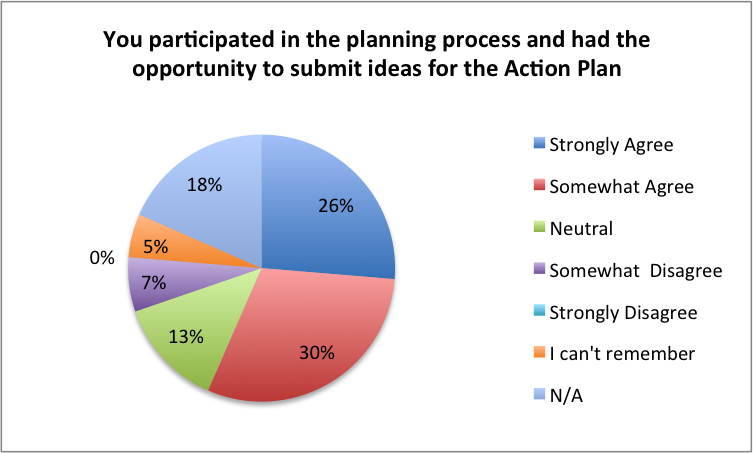 You participated in the planning process and had the
opportunity to submit ideas for the Action Plan
18%
26%
5%
0%
7%
13%
30%
Strongly Agree
Somewhat Agree
Neutral
Somewhat  Disagree
Strongly Disagree
I can't remember
N/A